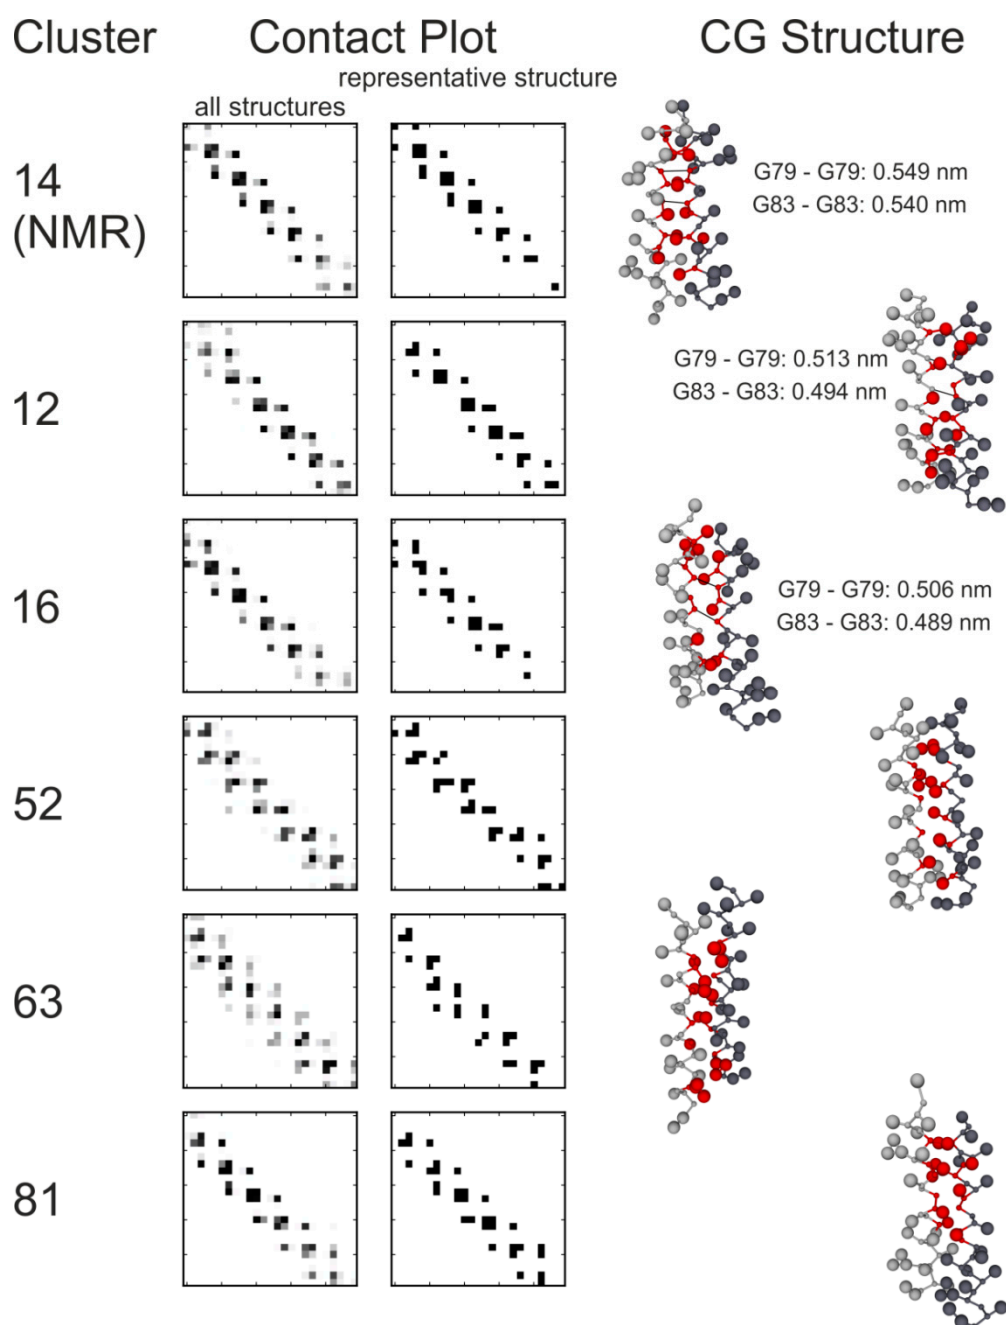 Cluster Contact Plot CG Structure
representative structure
all structures
14
(NMR)
G79 - G79: 0.549 nm
G83 - G83: 0.540 nm
12
G79 - G79: 0.513 nm
G83 - G83: 0.494 nm
16
G79 - G79: 0.506 nm
G83 - G83: 0.489 nm
52
63
81